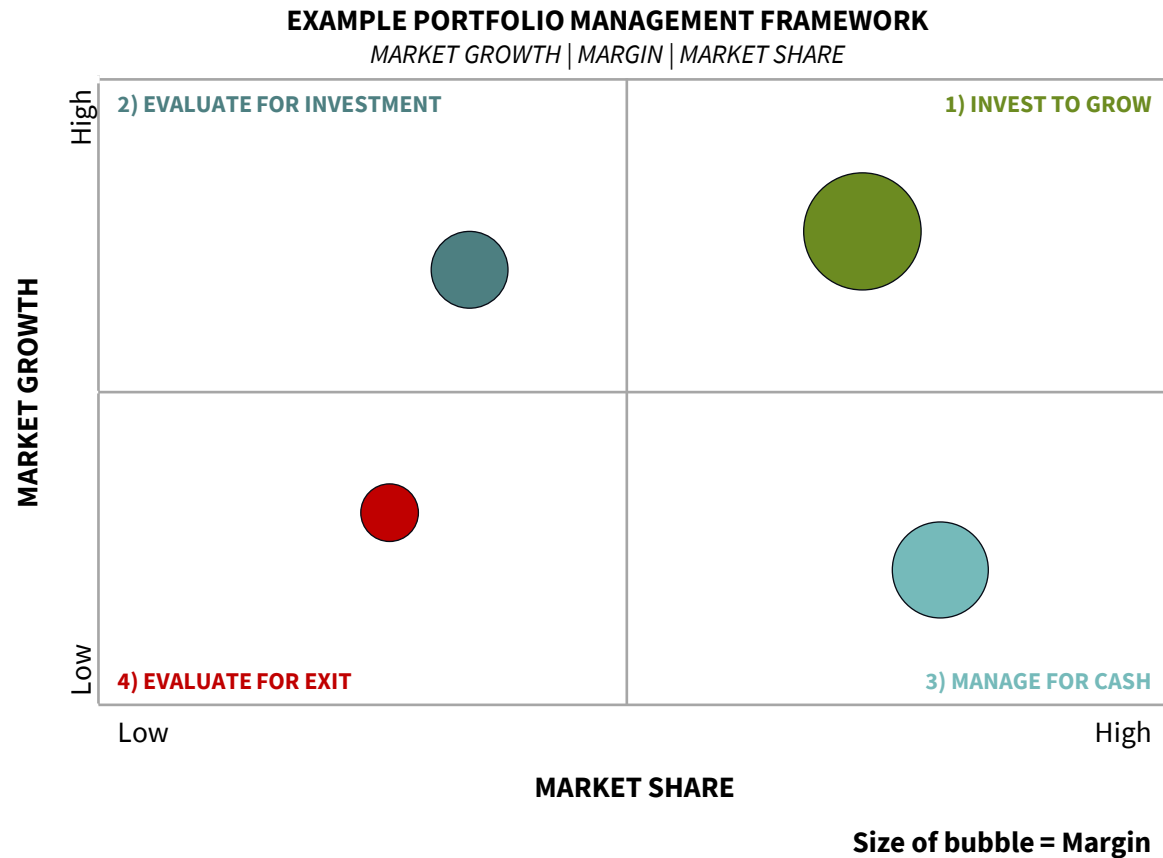 EXAMPLE PORTFOLIO MANAGEMENT FRAMEWORK
MARKET GROWTH | MARGIN | MARKET SHARE
High
2) EVALUATE FOR INVESTMENT
1) INVEST TO GROW
MARKET GROWTH
Low
4) EVALUATE FOR EXIT
3) MANAGE FOR CASH
Low
High
MARKET SHARE
Size of bubble = Margin